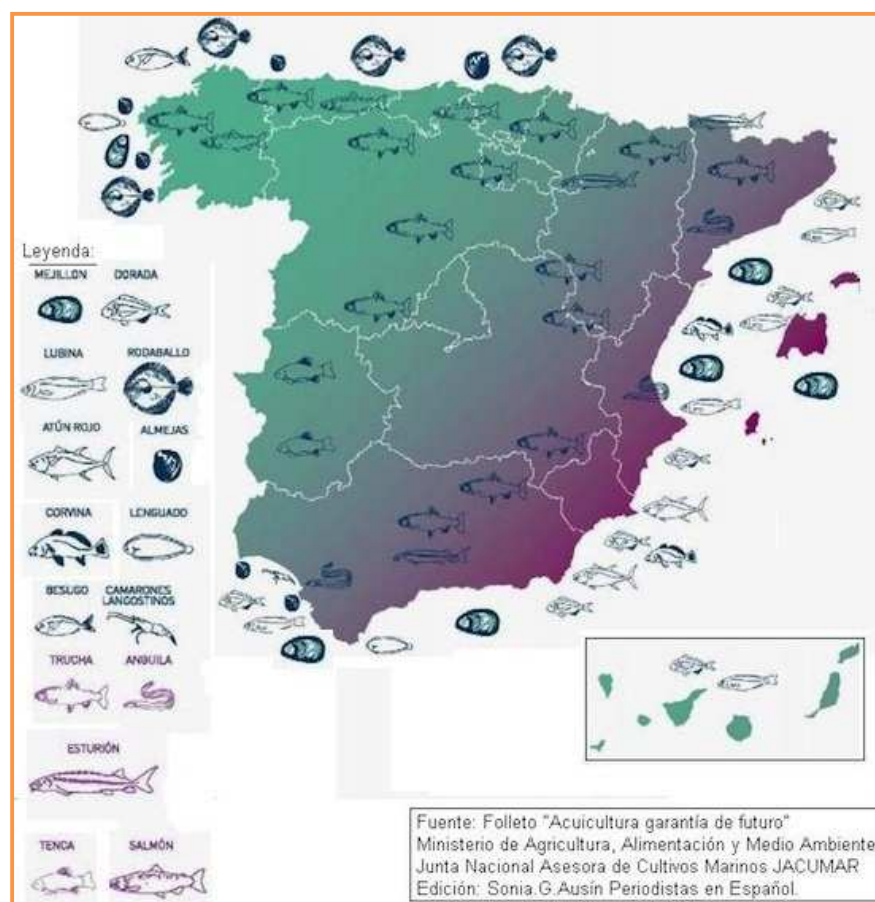 Leyenda:
MEJILLON DORADA
LUBINA RODABALLO
ATÚN ROJO ALMEJAS
CORVINA LENGUADO
BESUGO CAMARONES
LANGOSTINOS
TRUCHA ANGUILA
ESTURIÓN
TENCA SALMÓN
Fuente: Folleto "Acuicultura garantía de futuro"
Ministerio de Agricultura, Alimentación y Medio Ambiente
Junta Nacional Asesora de Cultivos Marinos JACUMAR
Edición: Sonia.G.Ausín Periodistas en Español.